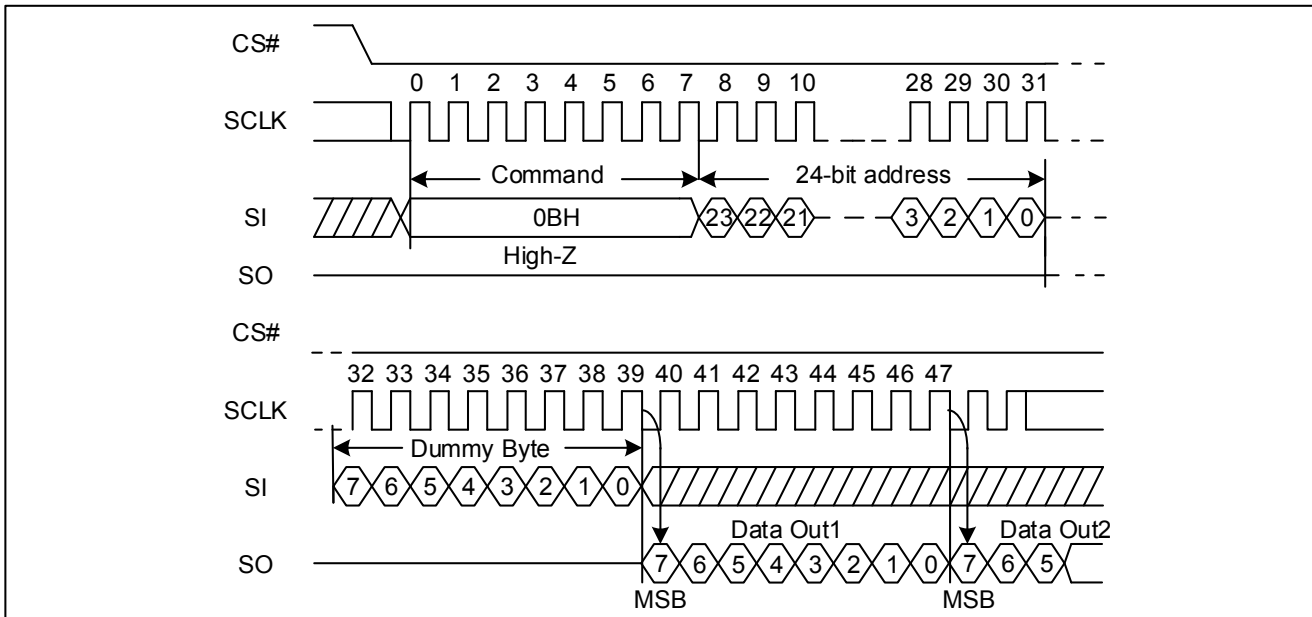 CS#
0 1 2 3 4 5 6 7 8 9 10 28 29 30 31
SCLK
Command 24-bit address
SI 0BH 23 22 21 3 2 1 0
High-Z
SO
CS#
32 33 34 35 36 37 38 39 40 41 42 43 44 45 46 47
SCLK
Dummy Byte
SI 7 6 5 4 3 2 1 0
Data Out1 Data Out2
SO 7 6 5 4 3 2 1 0 7 6 5
MSB MSB